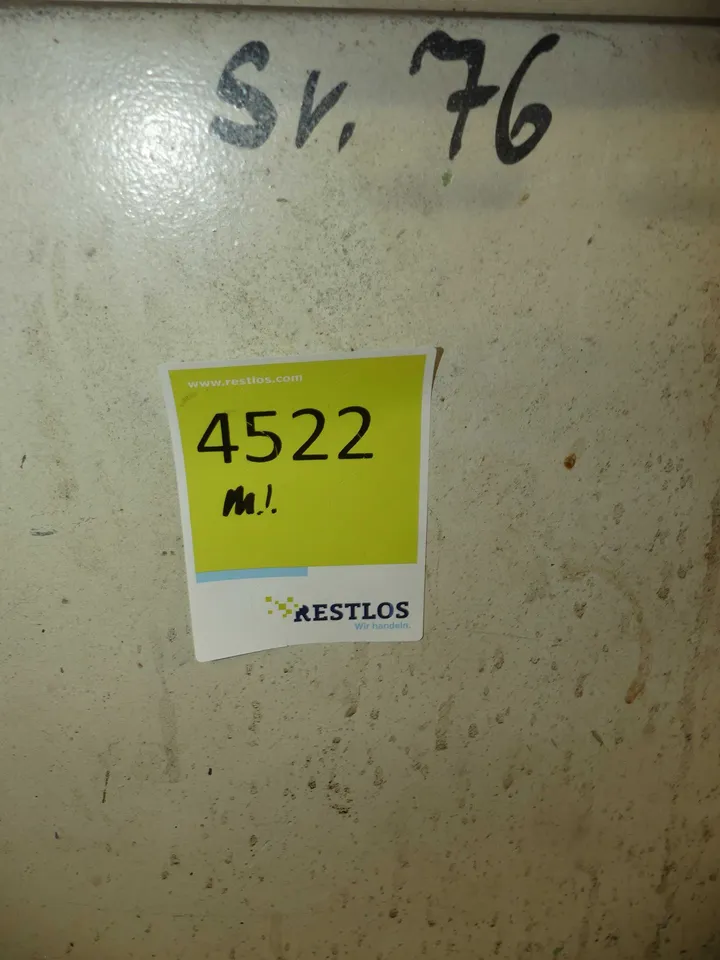 Sv. 76
www.restlos.com
4522
M.!.
RESTLOS
Wir handeln.